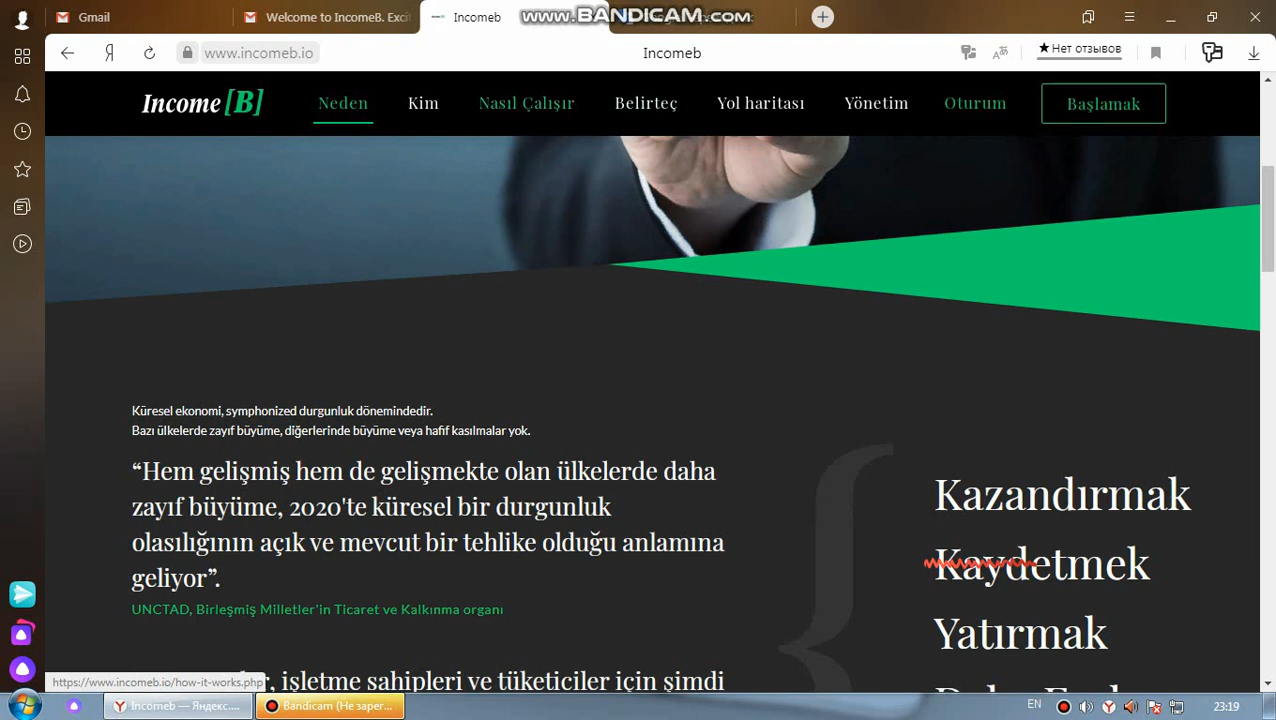 Gmail
Welcome to IncomeB. Excit
Incomeb
www.BANDICAM.com
www.incomeb.io
Incomeb
Нет отзывов
Income [B]
Neden
Kim
Nasıl Çalışır
Belirteç
Yol haritası
Yönetim
Oturum
Başlamak
Küresel ekonomi, symphonized durgunluk dönemindedir.
Bazı ülkelerde zayıf büyüme, diğerlerinde büyüme veya hafif kasılmalar yok.
“Hem gelişmiş hem de gelişmekte olan ülkelerde daha
zayıf büyüme, 2020'te küresel bir durgunluk
olasılığının açık ve mevcut bir tehlike olduğu anlamına
geliyor”.
UNCTAD, Birleşmiş Milletler'in Ticaret ve Kalkınma organı
Kazandırmak
Kaydetmek
Yatırmak
işletme sahipleri ve tüketiciler için şimdi
https://www.incomeb.io/how-it-works.php
Incomeb — Яндекс....
Bandicam (Не зарег...
EN
23:19